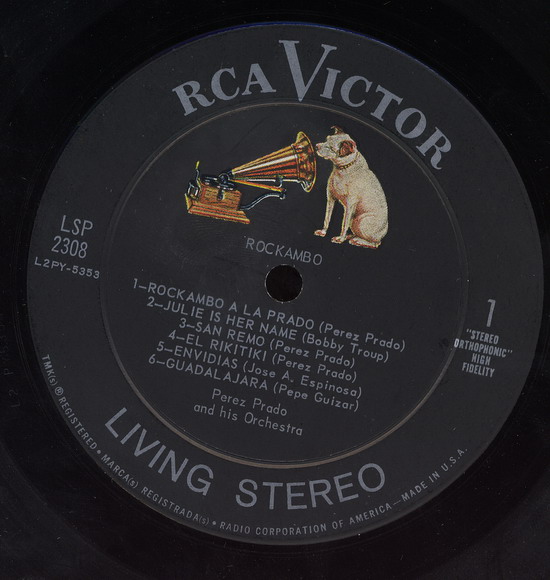 RCA VICTOR
LSP
2308
L2PY-5353
ROCKAMBO
1
"STEREO
ORTHOPHONIC"
HIGH
FIDELITY
1—ROCKAMBO A LA PRADO (Perez Prado)
2—JULIE IS HER NAME (Bobby Troup)
3—SAN REMO (Perez Prado)
4—EL RIKITIKI (Perez Prado)
5—ENVIDIAS (Jose A. Espinosa)
6—GUADALAJARA (Pepe Guizar)
Perez Prado
and his Orchestra
LIVING STEREO
TMK(s) ® REGISTERED • MARCA(s) REGISTRADA(s) • RADIO CORPORATION OF AMERICA—MADE IN U.S.A.